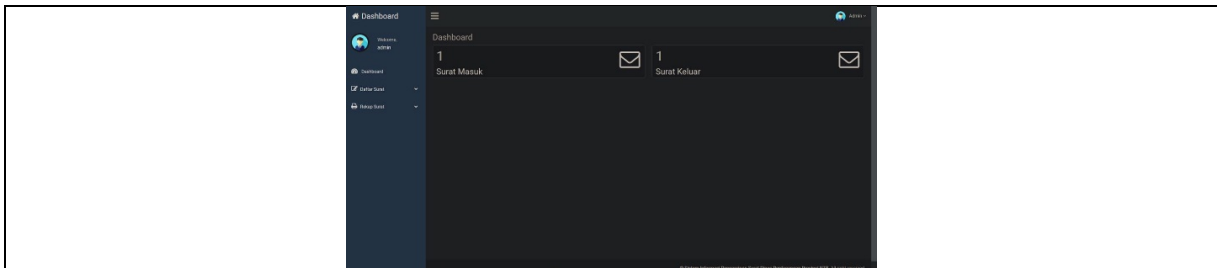 Dashboard
Admin
Welcome,
admin
Dashboard
Daftar Surat
Rekap Surat
Dashboard
1
Surat Masuk
1
Surat Keluar